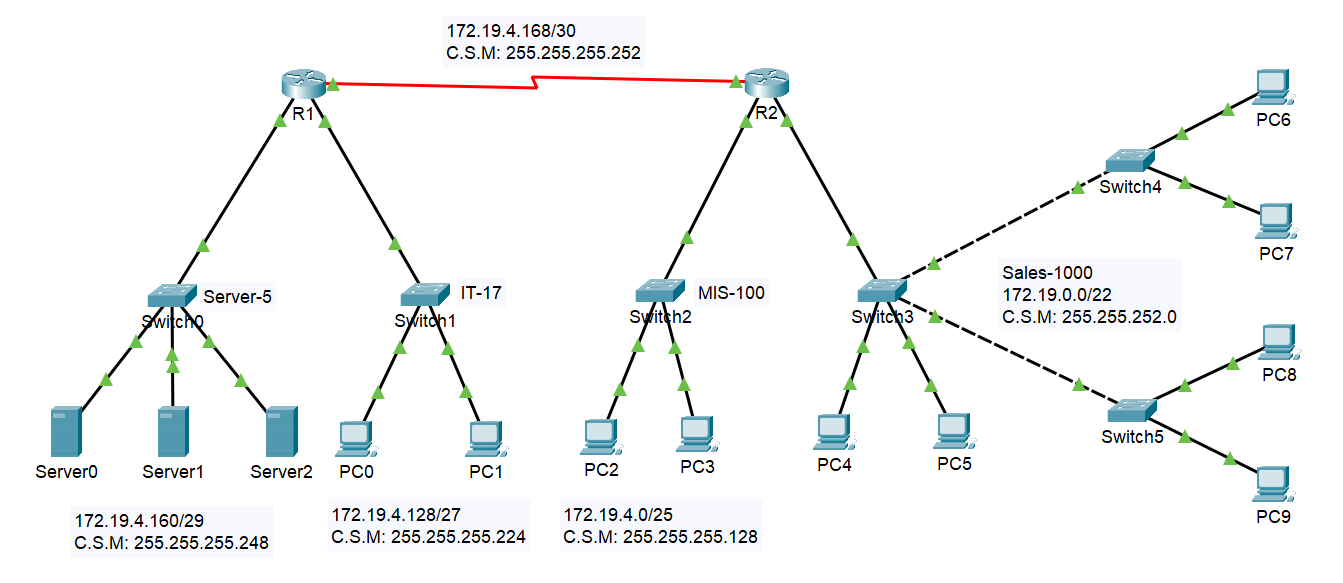 172.19.4.168/30
C.S.M: 255.255.255.252
R1
R2
PC6
Switch4
PC7
Sales-1000
172.19.0.0/22
C.S.M: 255.255.252.0
Server-5
Switch0
IT-17
Switch1
MIS-100
Switch2
Switch3
PC8
Switch5
PC9
Server0
Server1
Server2
PC0
PC1
PC2
PC3
PC4
PC5
172.19.4.160/29
C.S.M: 255.255.255.248
172.19.4.128/27
C.S.M: 255.255.255.224
172.19.4.0/25
C.S.M: 255.255.255.128